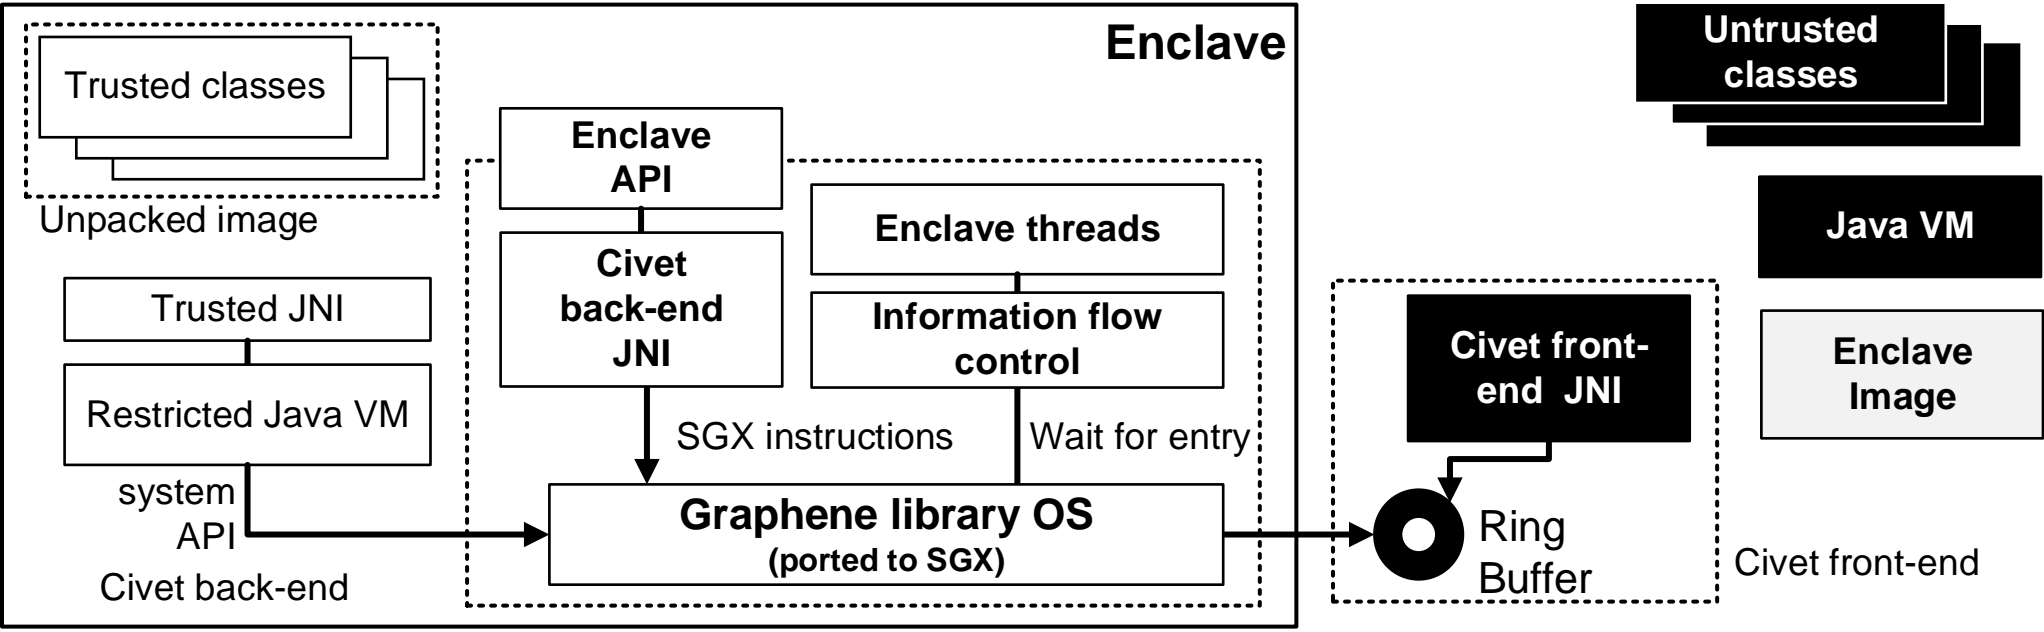 Enclave
Trusted classes
Unpacked image
Trusted JNI
Restricted Java VM
system
API
Civet back-end
Enclave
API
Civet
back-end
JNI
SGX instructions
Enclave threads
Information flow
control
Wait for entry
Graphene library OS
(ported to SGX)
Civet front-
end JNI
Ring
Buffer
Civet front-end
Untrusted
classes
Java VM
Enclave
Image